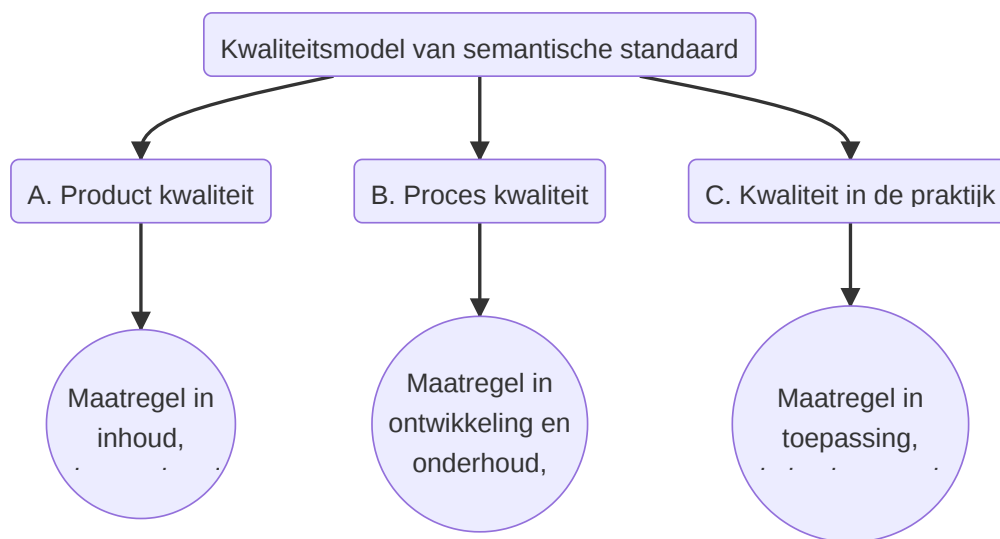 Kwaliteitsmodel van semantische standaard
A. Product kwaliteit
B. Proces kwaliteit
C. Kwaliteit in de praktijk
Maatregel in
inhoud,
Maatregel in
ontwikkeling en
onderhoud,
Maatregel in
toepassing,